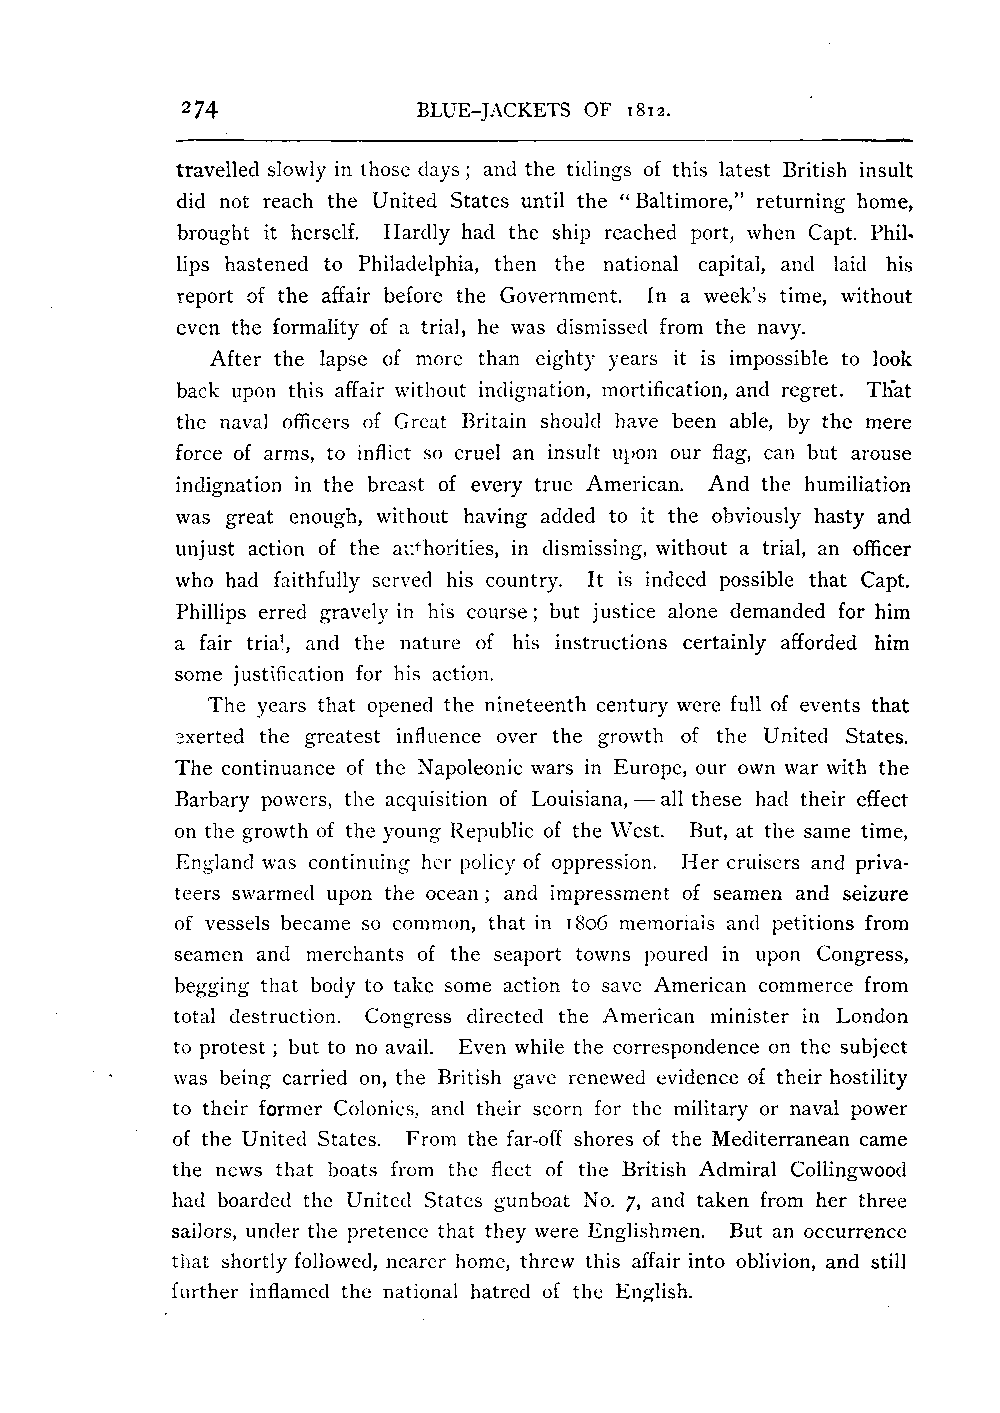 274 BLUE-JACKETS OF 1812.
travelled slowly in those days; and the tidings of this latest British insult
did not reach the United States until the "Baltimore," returning home,
brought it herself. Hardly had the ship reached port, when Capt. Phil-
lips hastened to Philadelphia, then the national capital, and laid his
report of the affair before the Government. In a week's time, without
even the formality of a trial, he was dismissed from the navy.
After the lapse of more than eighty years it is impossible to look
back upon this affair without indignation, mortification, and regret. That
the naval officers of Great Britain should have been able, by the mere
force of arms, to inflict so cruel an insult upon our flag, can but arouse
indignation in the breast of every true American. And the humiliation
was great enough, without having added to it the obviously hasty and
unjust action of the authorities, in dismissing, without a trial, an officer
who had faithfully served his country. It is indeed possible that Capt.
Phillips erred gravely in his course; but justice alone demanded for him
a fair trial, and the nature of his instructions certainly afforded him
some justification for his action.
The years that opened the nineteenth century were full of events that
exerted the greatest influence over the growth of the United States.
The continuance of the Napoleonic wars in Europe, our own war with the
Barbary powers, the acquisition of Louisiana, — all these had their effect
on the growth of the young Republic of the West. But, at the same time,
England was continuing her policy of oppression. Her cruisers and priva-
teers swarmed upon the ocean; and impressment of seamen and seizure
of vessels became so common, that in 1806 memorials and petitions from
seamen and merchants of the seaport towns poured in upon Congress,
begging that body to take some action to save American commerce from
total destruction. Congress directed the American minister in London
to protest; but to no avail. Even while the correspondence on the subject
was being carried on, the British gave renewed evidence of their hostility
to their former Colonies, and their scorn for the military or naval power
of the United States. From the far-off shores of the Mediterranean came
the news that boats from the fleet of the British Admiral Collingwood
had boarded the United States gunboat No. 7, and taken from her three
sailors, under the pretence that they were Englishmen. But an occurrence
that shortly followed, nearer home, threw this affair into oblivion, and still
further inflamed the national hatred of the English.